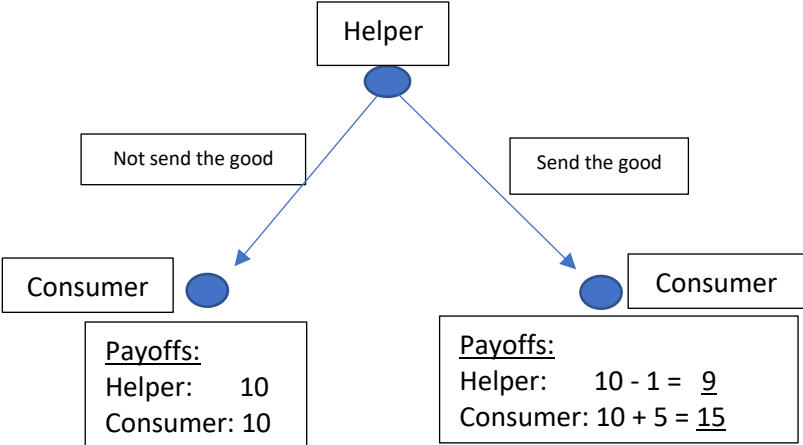 Helper
Not send the good
Send the good
Consumer
Consumer
Payoffs:
Helper: 10
Consumer: 10
Payoffs:
Helper: 10 - 1 = 9
Consumer: 10 + 5 = 15